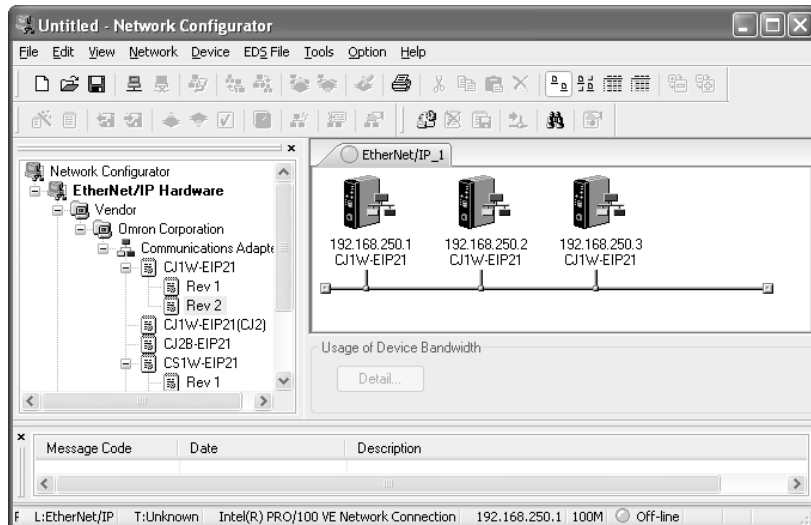 Untitled - Network Configurator
File Edit View Network Device EDS File Tools Option Help
Network Configurator
EtherNet/IP Hardware
Vendor
Omron Corporation
Communications Adapte
CJ1W-EIP21
Rev 1
Rev 2
CJ1W-EIP21(CJ2)
CJ2B-EIP21
CS1W-EIP21
Rev 1
EtherNet/IP_1
192.168.250.1 192.168.250.2 192.168.250.3
CJ1W-EIP21 CJ1W-EIP21 CJ1W-EIP21
Usage of Device Bandwidth
Detail...
Message Code Date Description
L:EtherNet/IP T:Unknown Intel(R) PRO/100 VE Network Connection 192.168.250.1 100M Off-line